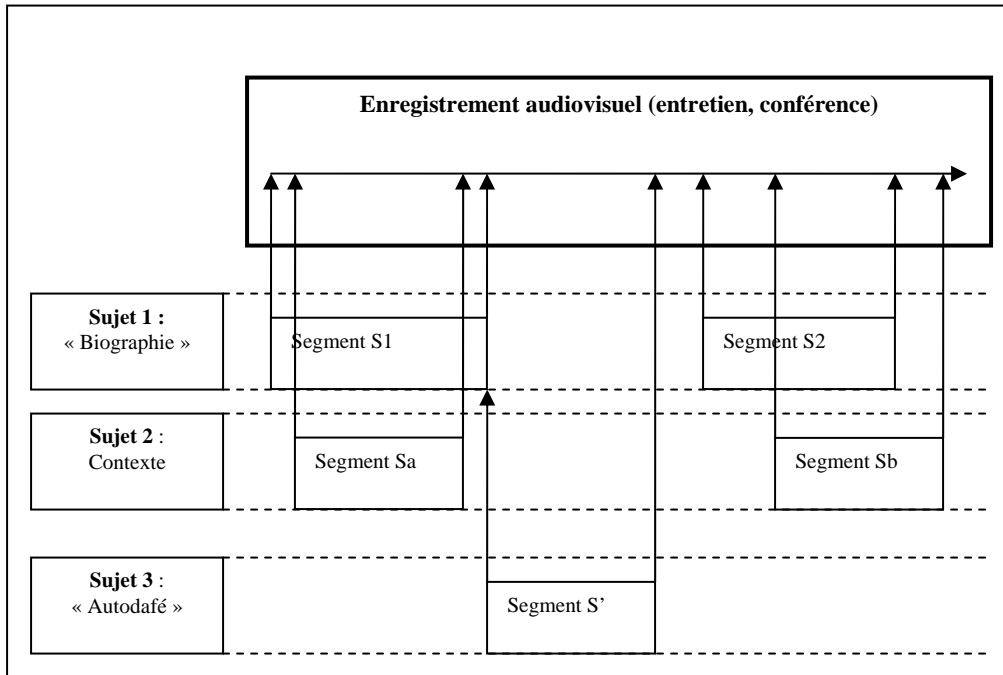 Enregistrement audiovisuel (entretien, conférence)
Sujet 1 :
« Biographie »
Segment S1
Segment S2
Sujet 2 :
Contexte
Segment Sa
Segment Sb
Sujet 3 :
« Autodafé »
Segment S’